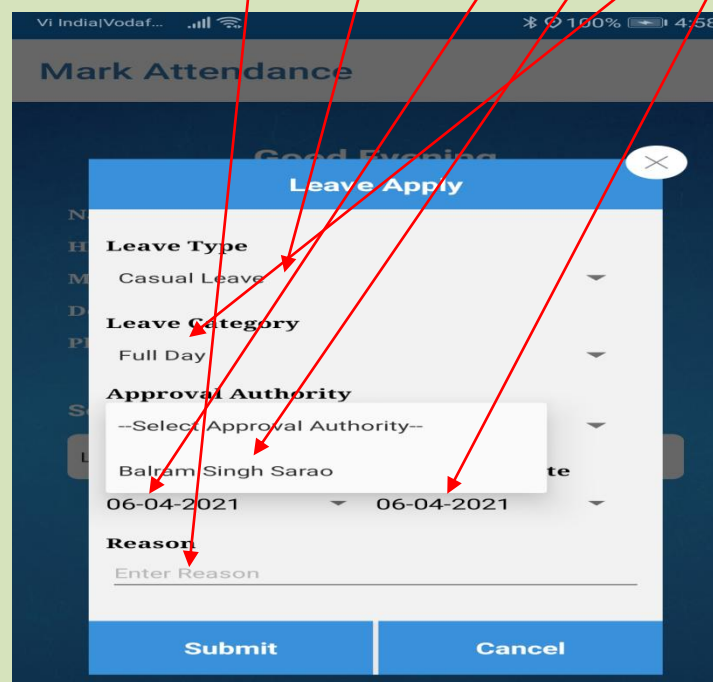 Vi India|Vodaf... 100% 4:58
Mark Attendance
Good Evening
Leave Apply
Leave Type
Casual Leave
Leave Category
Full Day
Approval Authority
--Select Approval Authority--
Balram Singh Sarao
06-04-2021 06-04-2021
Reason
Enter Reason
Submit Cancel